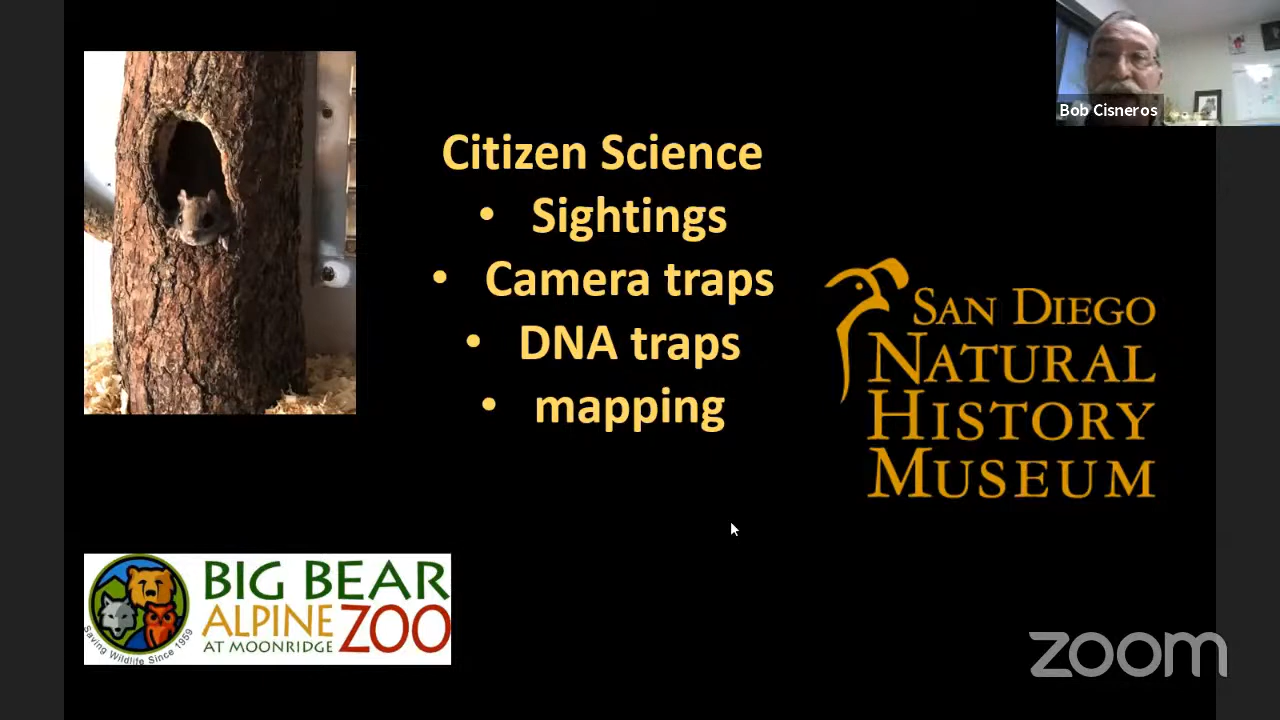 Bob Cisneros
Citizen Science
• Sightings
• Camera traps
• DNA traps
• mapping
SAN DIEGO
NATURAL
HISTORY
MUSEUM
BIG BEAR
ALPINE ZOO
AT MOONRIDGE
Saving Wildlife Since 1959
zoom